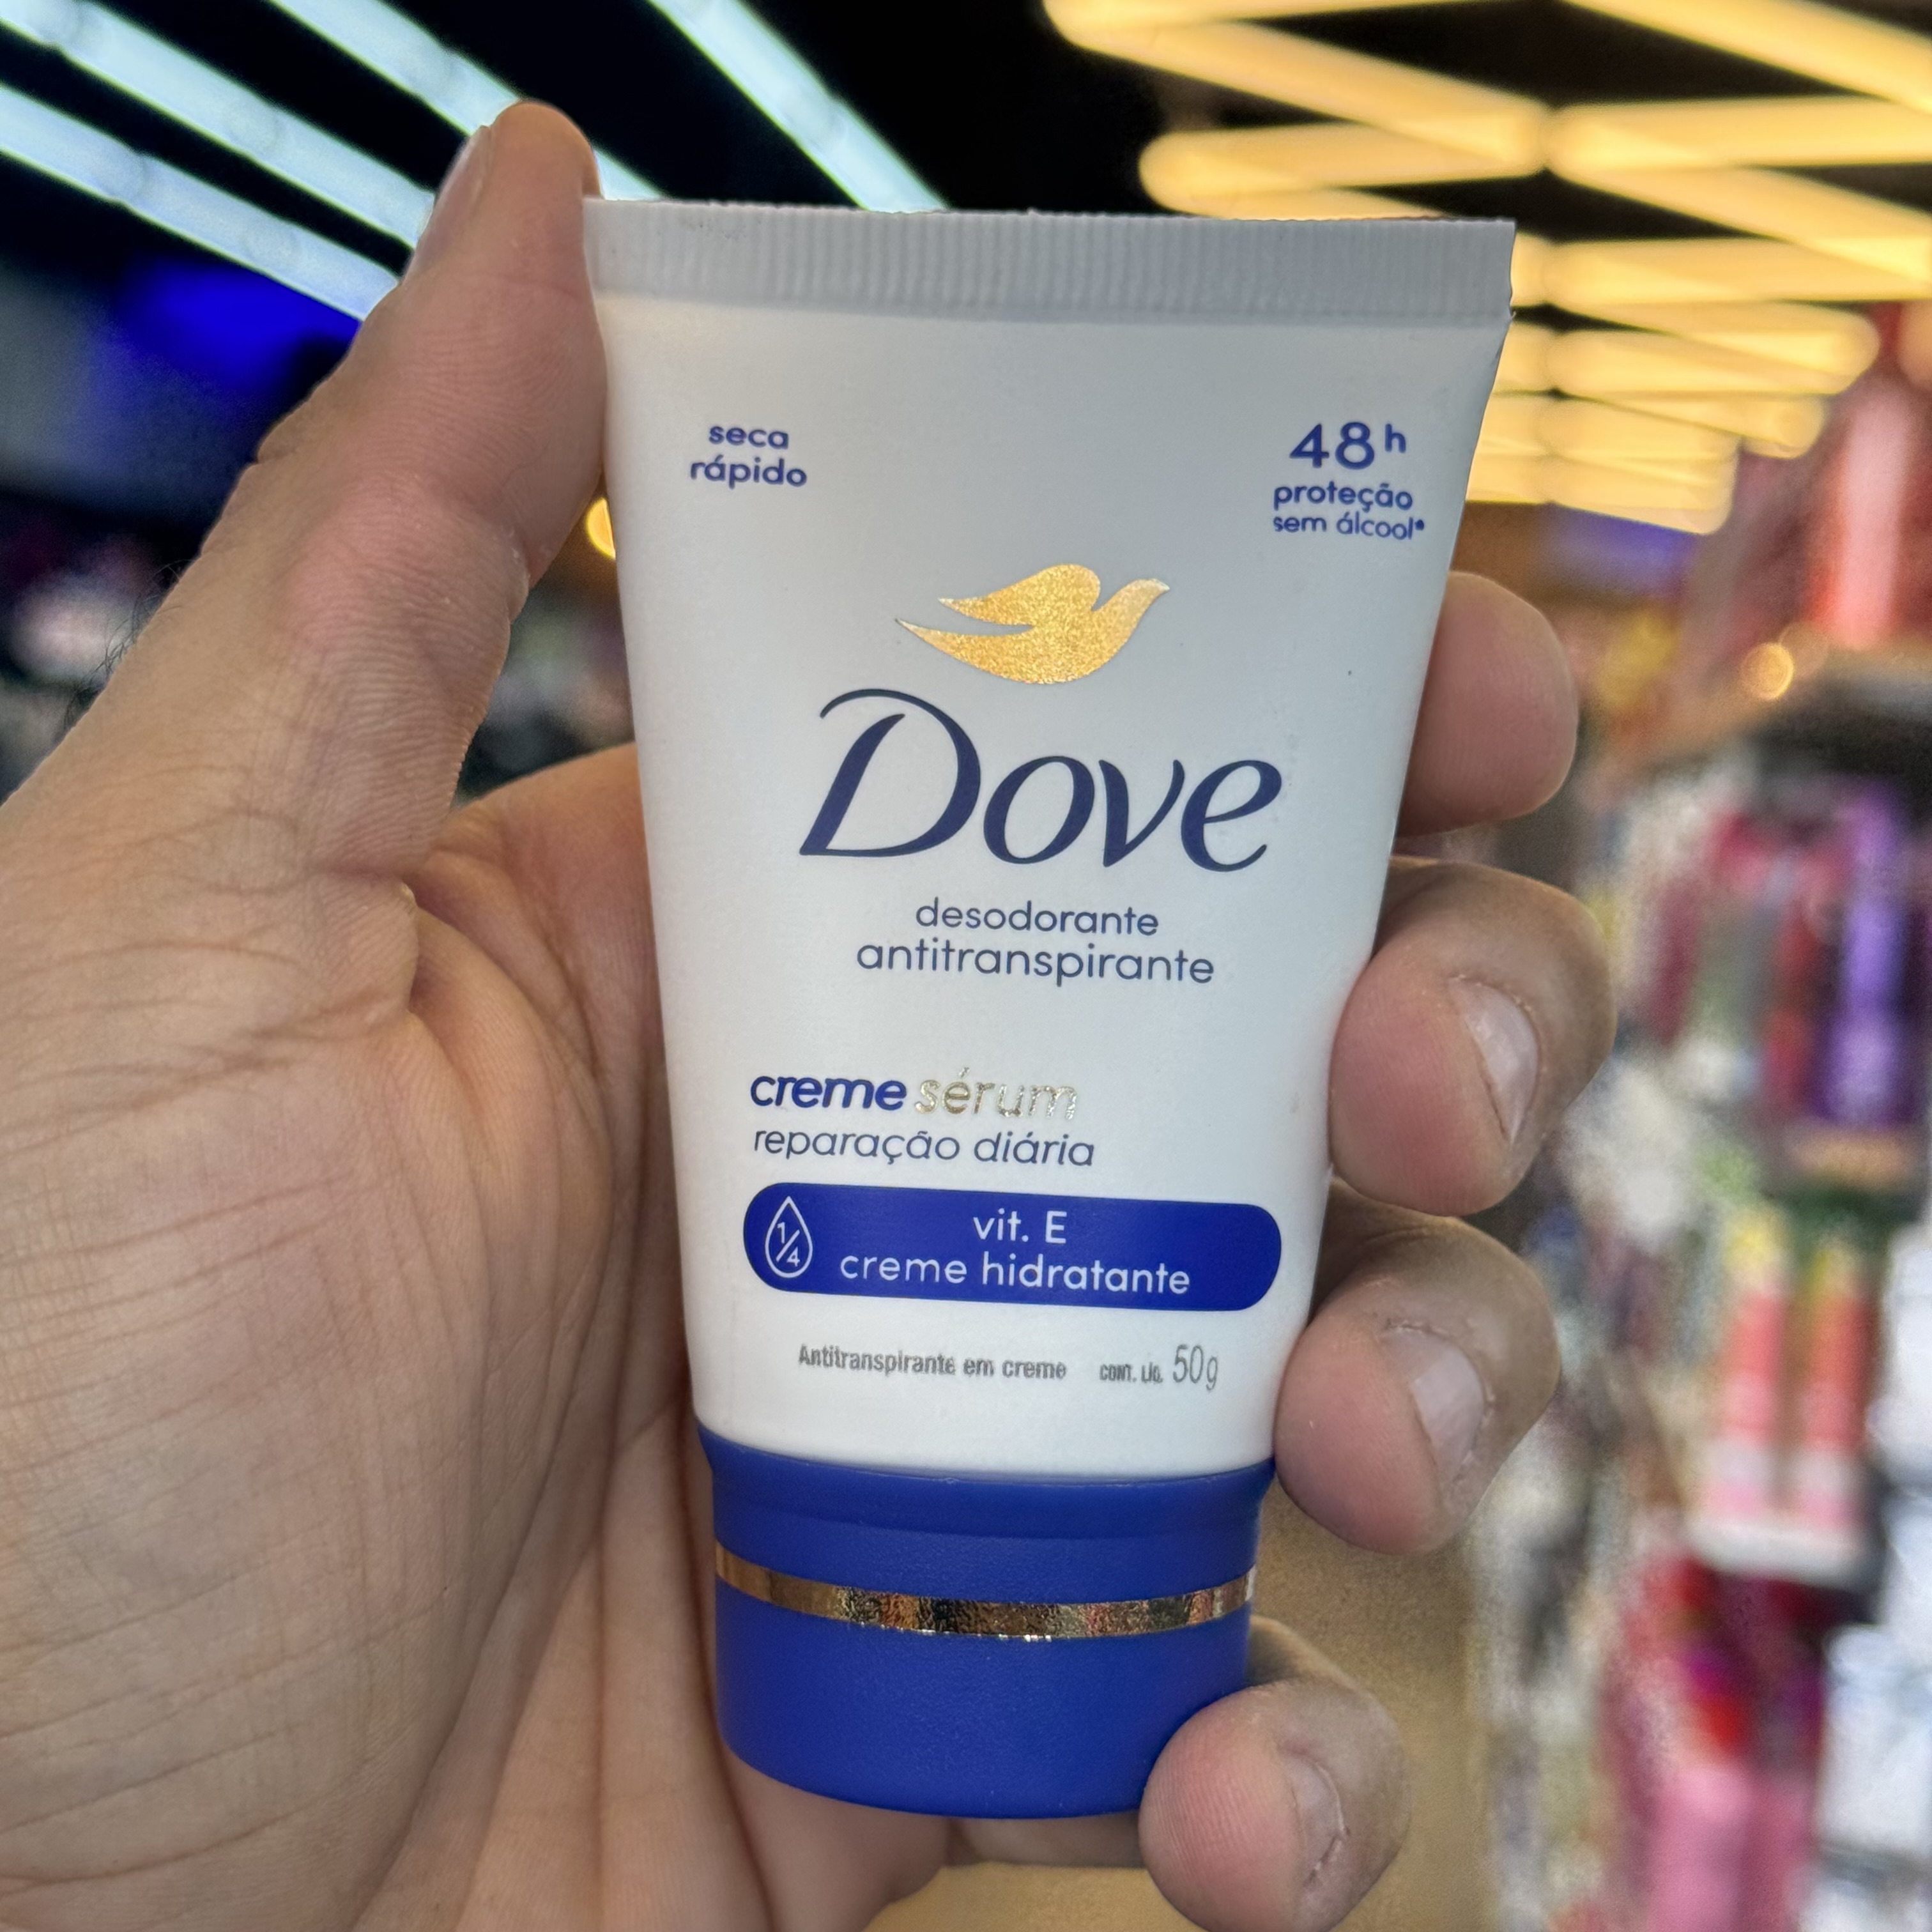 seca
rápido
48h
proteção
sem álcool*
Dove
desodorante
antitranspirante
creme sérum
reparação diária
1/4
vit. E
creme hidratante
Antitranspirante em creme CONT. LÍQ. 50g